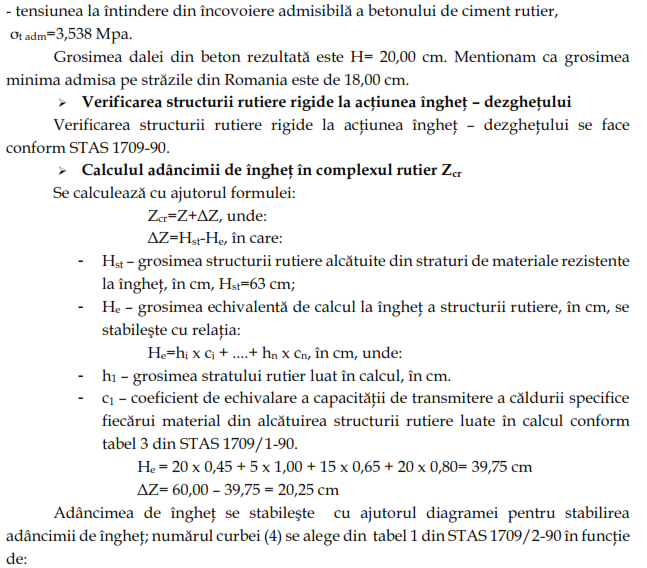 - tensiunea la întindere din încovoiere admisibilă a betonului de ciment rutier,
σt adm=3,538 Mpa.
Grosimea dalei din beton rezultată este H= 20,00 cm. Mentionam ca grosimea
minima admisa pe străzile din Romania este de 18,00 cm.
➢ Verificarea structurii rutiere rigide la acțiunea îngheț – dezghețului
Verificarea structurii rutiere rigide la acțiunea îngheț – dezghețului se face
conform STAS 1709-90.
➢ Calculul adâncimii de îngheț în complexul rutier Zcr
Se calculează cu ajutorul formulei:
Zcr=Z+ΔZ, unde:
ΔZ=Hst-He, în care:
- Hst – grosimea structurii rutiere alcătuite din straturi de materiale rezistente
la îngheț, în cm, Hst=63 cm;
- He – grosimea echivalentă de calcul la îngheț a structurii rutiere, în cm, se
stabileşte cu relația:
He=hi x ci + ....+ hn x cn, în cm, unde:
- h1 – grosimea stratului rutier luat în calcul, în cm.
- c1 – coeficient de echivalare a capacității de transmitere a căldurii specifice
fiecărui material din alcătuirea structurii rutiere luate în calcul conform
tabel 3 din STAS 1709/1-90.
He = 20 x 0,45 + 5 x 1,00 + 15 x 0,65 + 20 x 0,80= 39,75 cm
ΔZ= 60,00 – 39,75 = 20,25 cm
Adâncimea de îngheț se stabileşte cu ajutorul diagramei pentru stabilirea
adâncimii de îngheț; numărul curbei (4) se alege din tabel 1 din STAS 1709/2-90 în funcție
de: